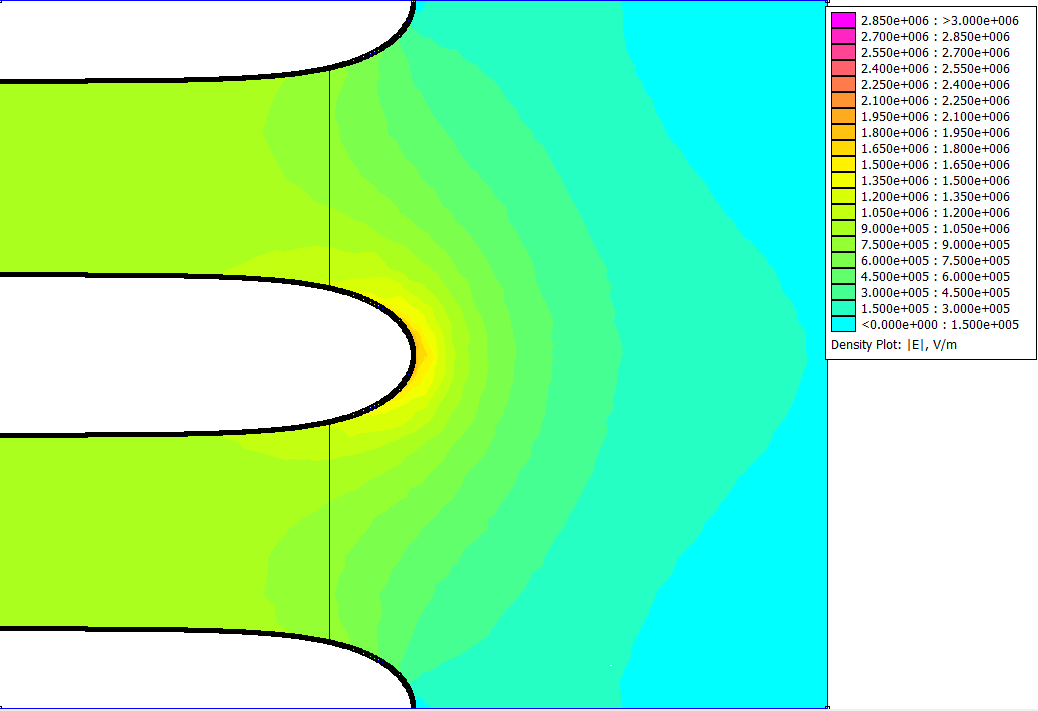 2.850e+006 : >3.000e+006
2.700e+006 : 2.850e+006
2.550e+006 : 2.700e+006
2.400e+006 : 2.550e+006
2.250e+006 : 2.400e+006
2.100e+006 : 2.250e+006
1.950e+006 : 2.100e+006
1.800e+006 : 1.950e+006
1.650e+006 : 1.800e+006
1.500e+006 : 1.650e+006
1.350e+006 : 1.500e+006
1.200e+006 : 1.350e+006
1.050e+006 : 1.200e+006
9.000e+005 : 1.050e+006
7.500e+005 : 9.000e+005
6.000e+005 : 7.500e+005
4.500e+005 : 6.000e+005
3.000e+005 : 4.500e+005
1.500e+005 : 3.000e+005
<0.000e+000 : 1.500e+005
Density Plot: |E|, V/m